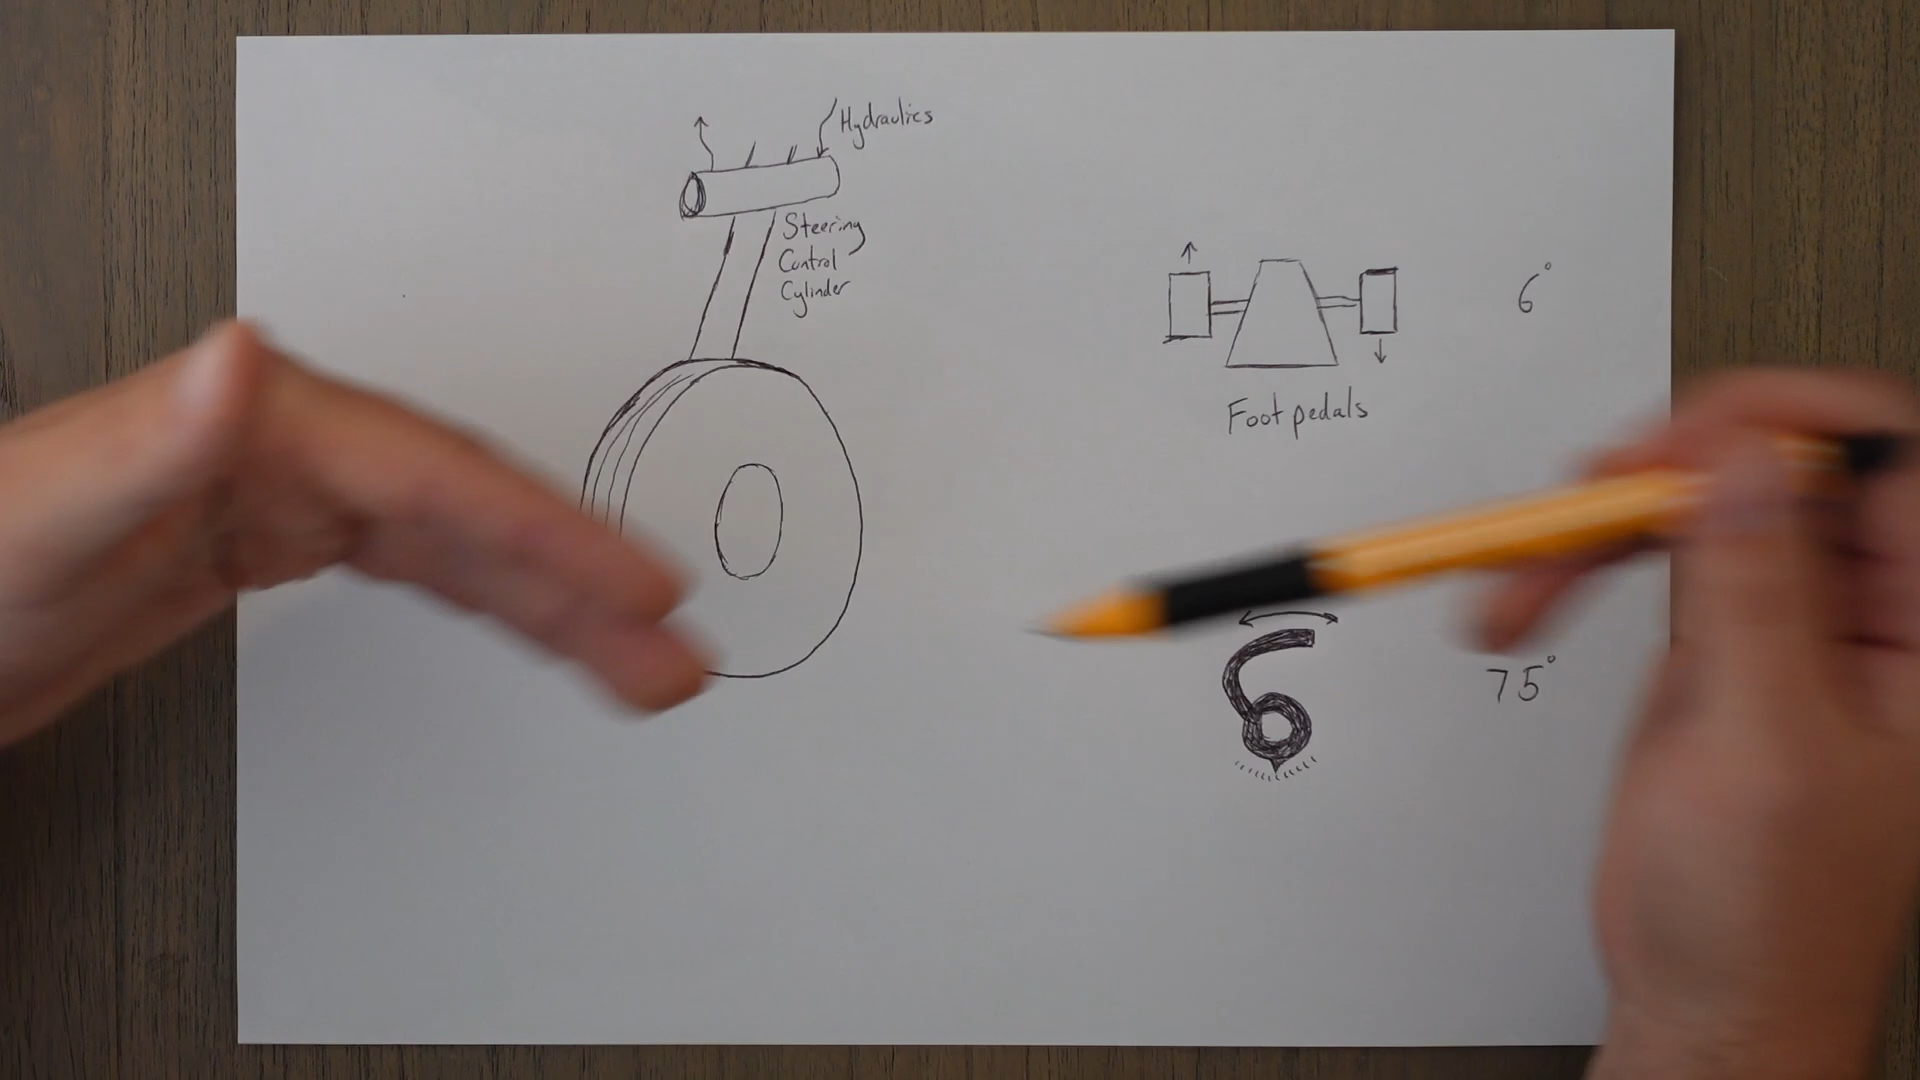 Hydraulics
Steering
Control
Cylinder
6°
Foot pedals
75°